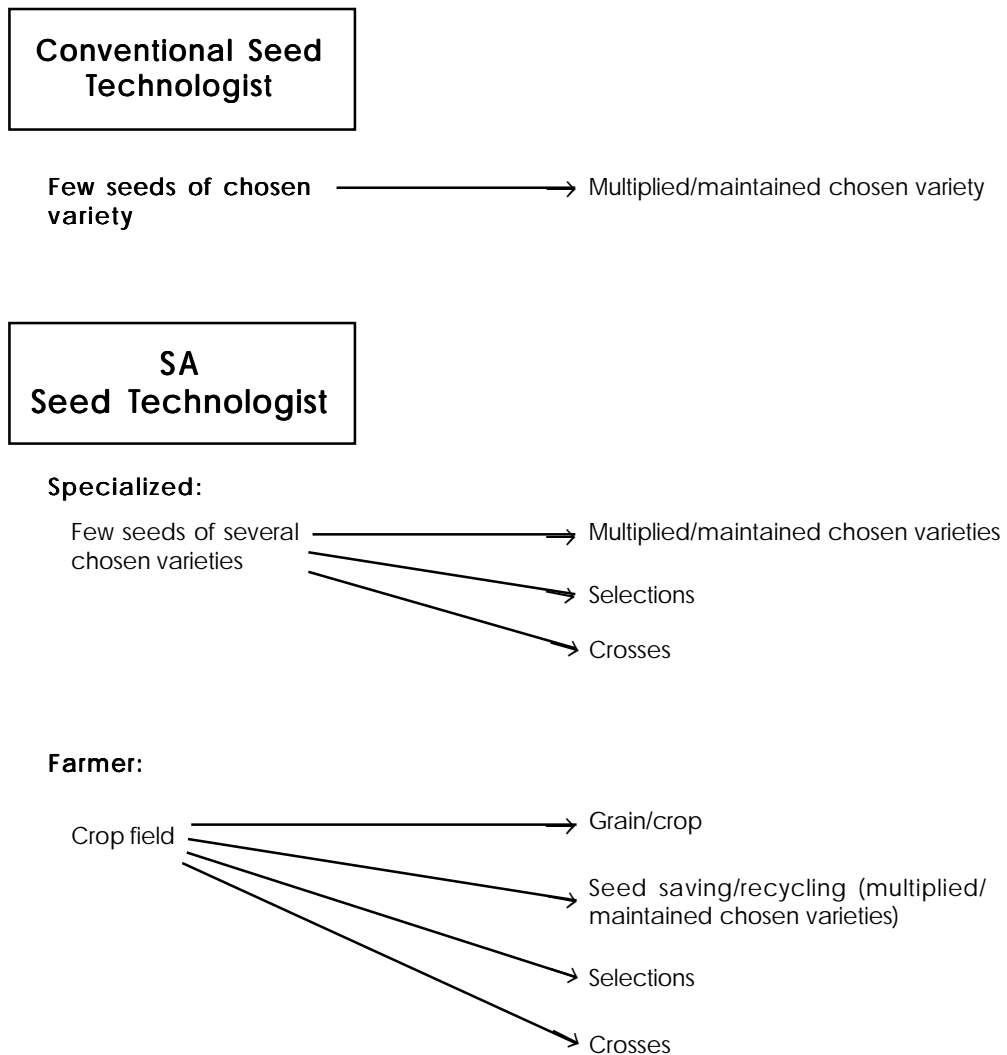 Conventional Seed
Technologist
Few seeds of chosen
variety
Multiplied/maintained chosen variety
SA
Seed Technologist
Specialized:
Few seeds of several
chosen varieties
Multiplied/maintained chosen varieties
Selections
Crosses
Farmer:
Crop field
Grain/crop
Seed saving/recycling (multiplied/
maintained chosen varieties)
Selections
Crosses